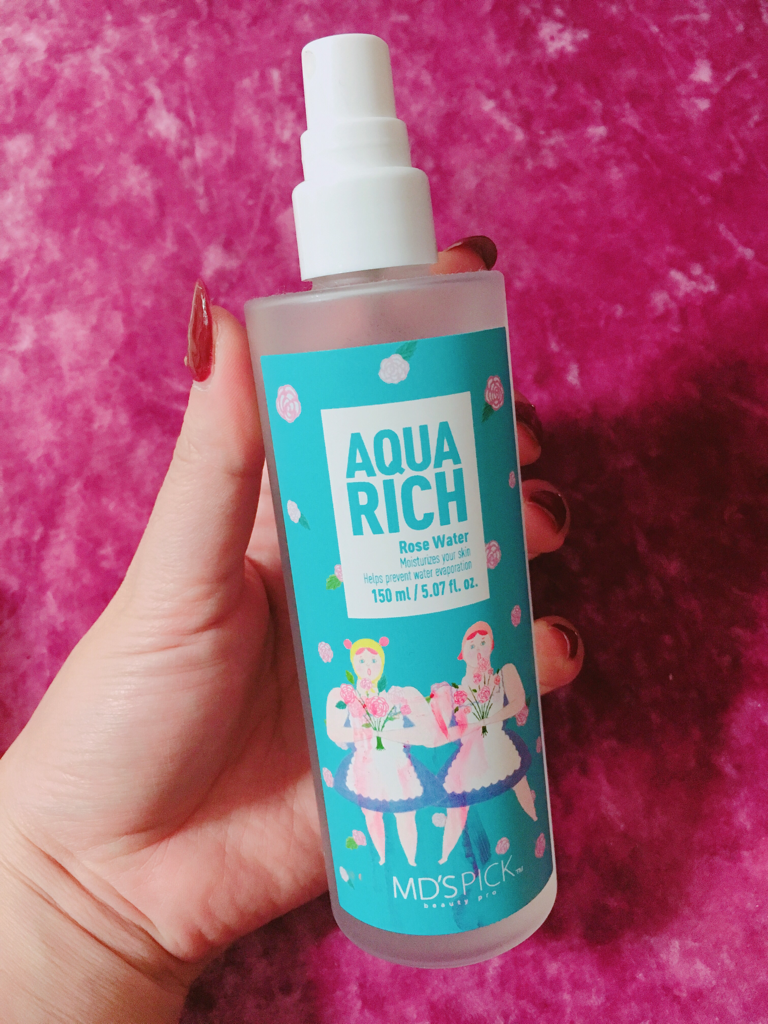 AQUA
RICH
Rose Water
Moisturizes your skin
Helps prevent water evaporation
150 ml / 5.07 fl. oz.
MD'S PICK™
beauty pro